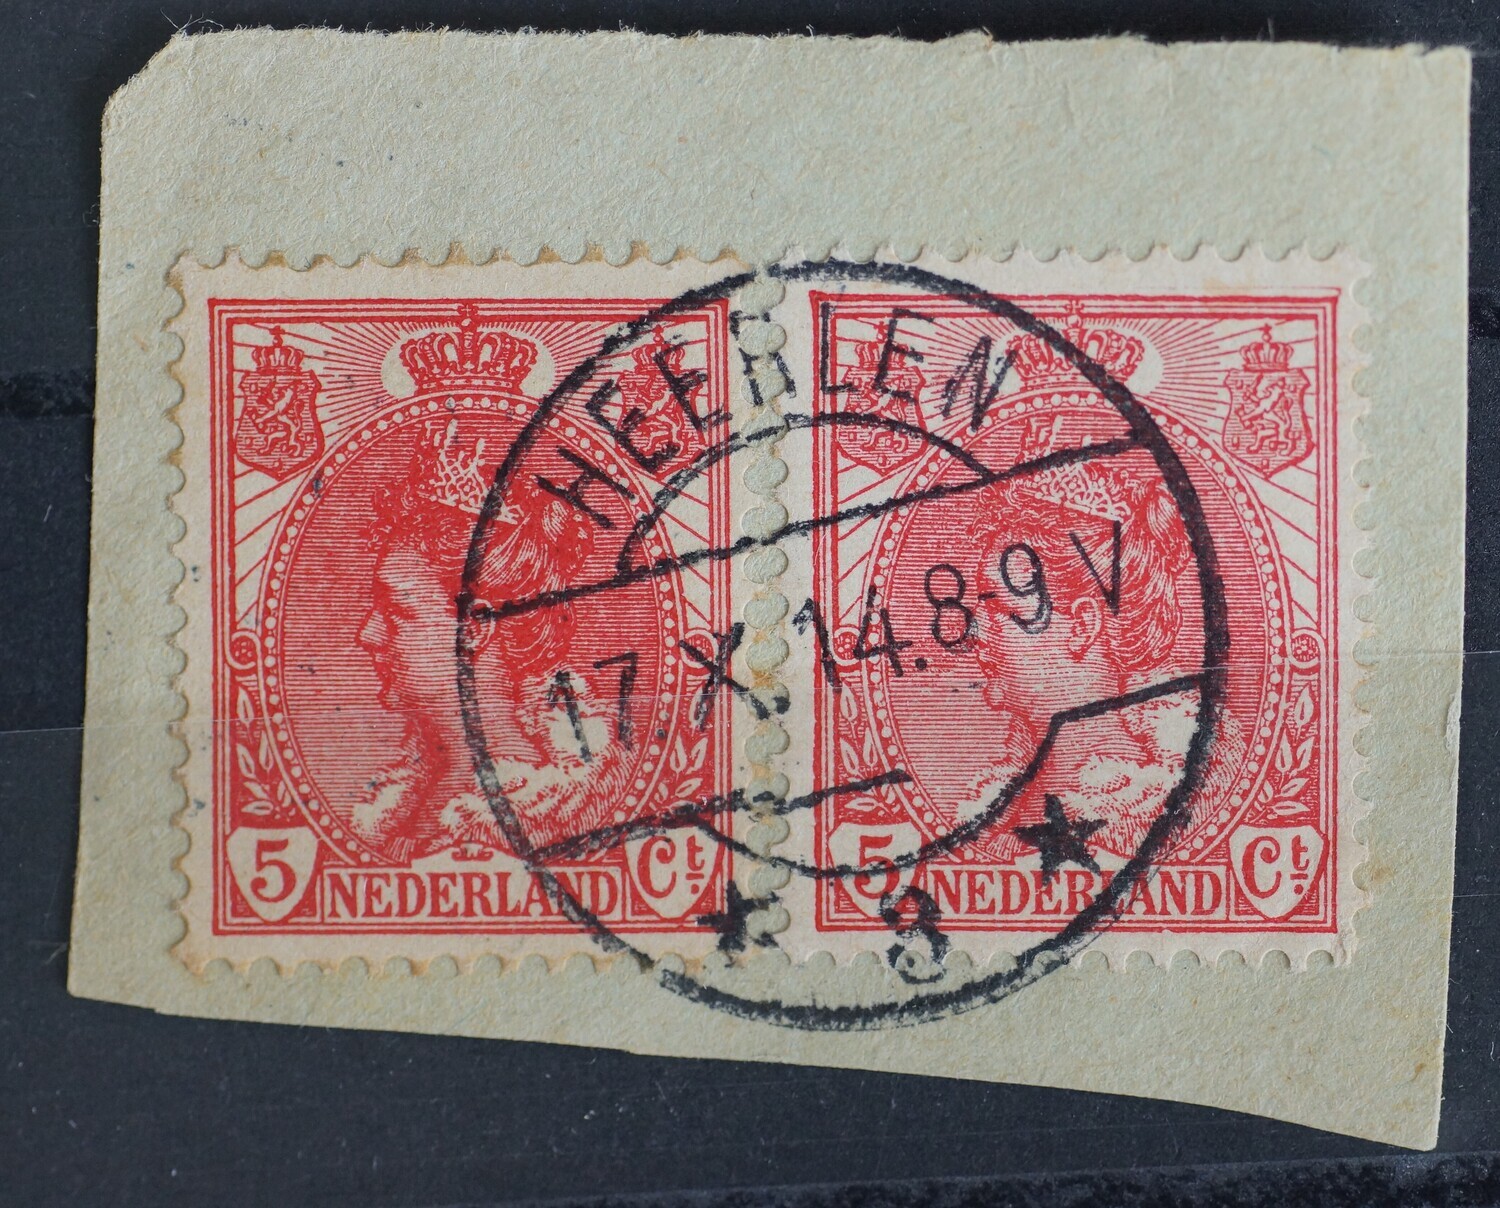 HEERLEN
17.X.14.8-9 V
3
5 NEDERLAND Ct.
5 NEDERLAND Ct.